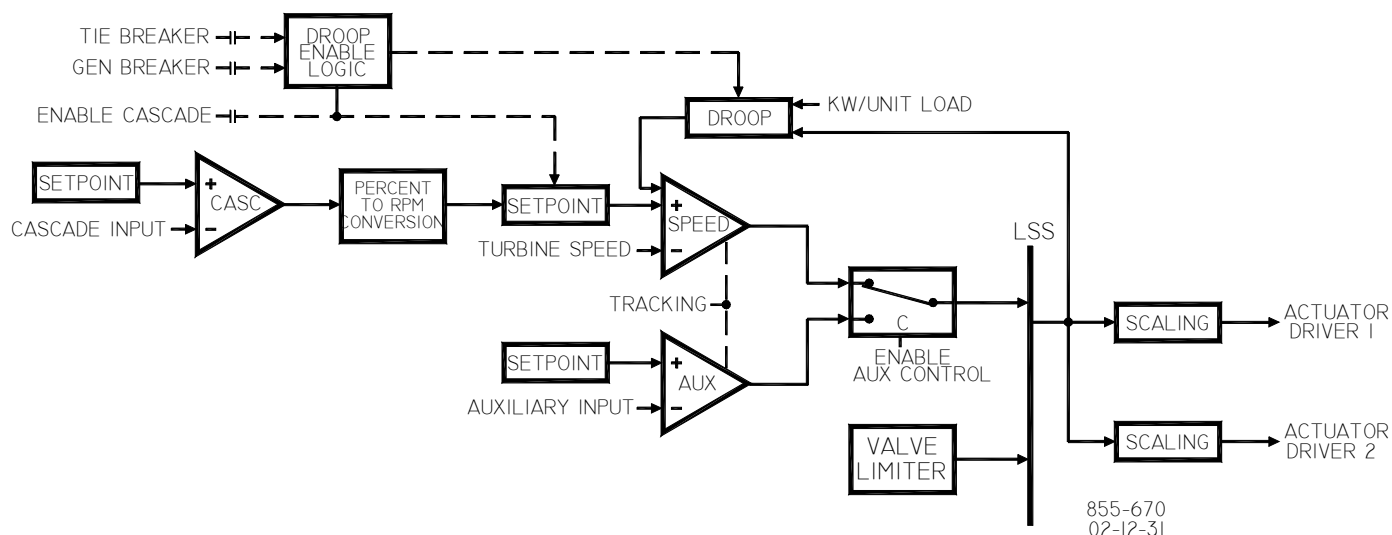 TIE BREAKER
GEN BREAKER
DROOP
ENABLE
LOGIC
ENABLE CASCADE
DROOP
KW/UNIT LOAD
SETPOINT
CASCADE INPUT
+
CASC
-
PERCENT
TO RPM
CONVERSION
SETPOINT
TURBINE SPEED
+
SPEED
-
TRACKING
SETPOINT
AUXILIARY INPUT
+
AUX
-
C
ENABLE
AUX CONTROL
VALVE
LIMITER
LSS
SCALING
ACTUATOR
DRIVER 1
SCALING
ACTUATOR
DRIVER 2
855-670
02-12-31